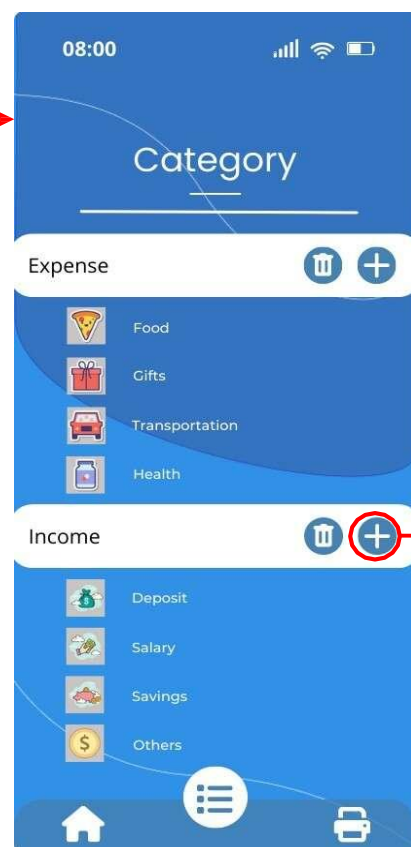 08:00
Category
Expense
Food
Gifts
Transportation
Health
Income
Deposit
Salary
Savings
Others